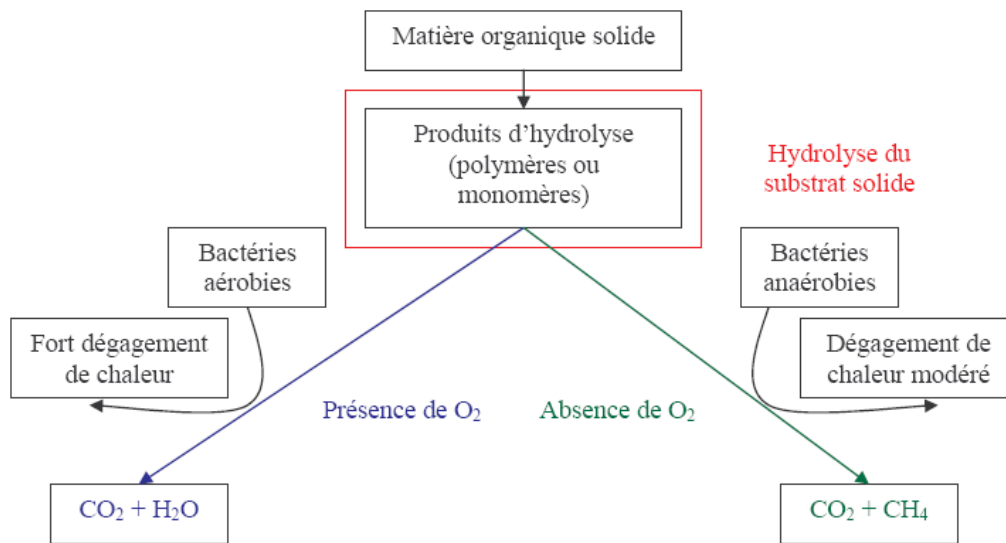 Matière organique solide
Produits d’hydrolyse
(polymères ou
monomères)
Hydrolyse du
substrat solide
Bactéries
aérobies
Bactéries
anaérobies
Fort dégagement
de chaleur
Dégagement de
chaleur modéré
Présence de O₂
Absence de O₂
CO₂ + H₂O
CO₂ + CH₄